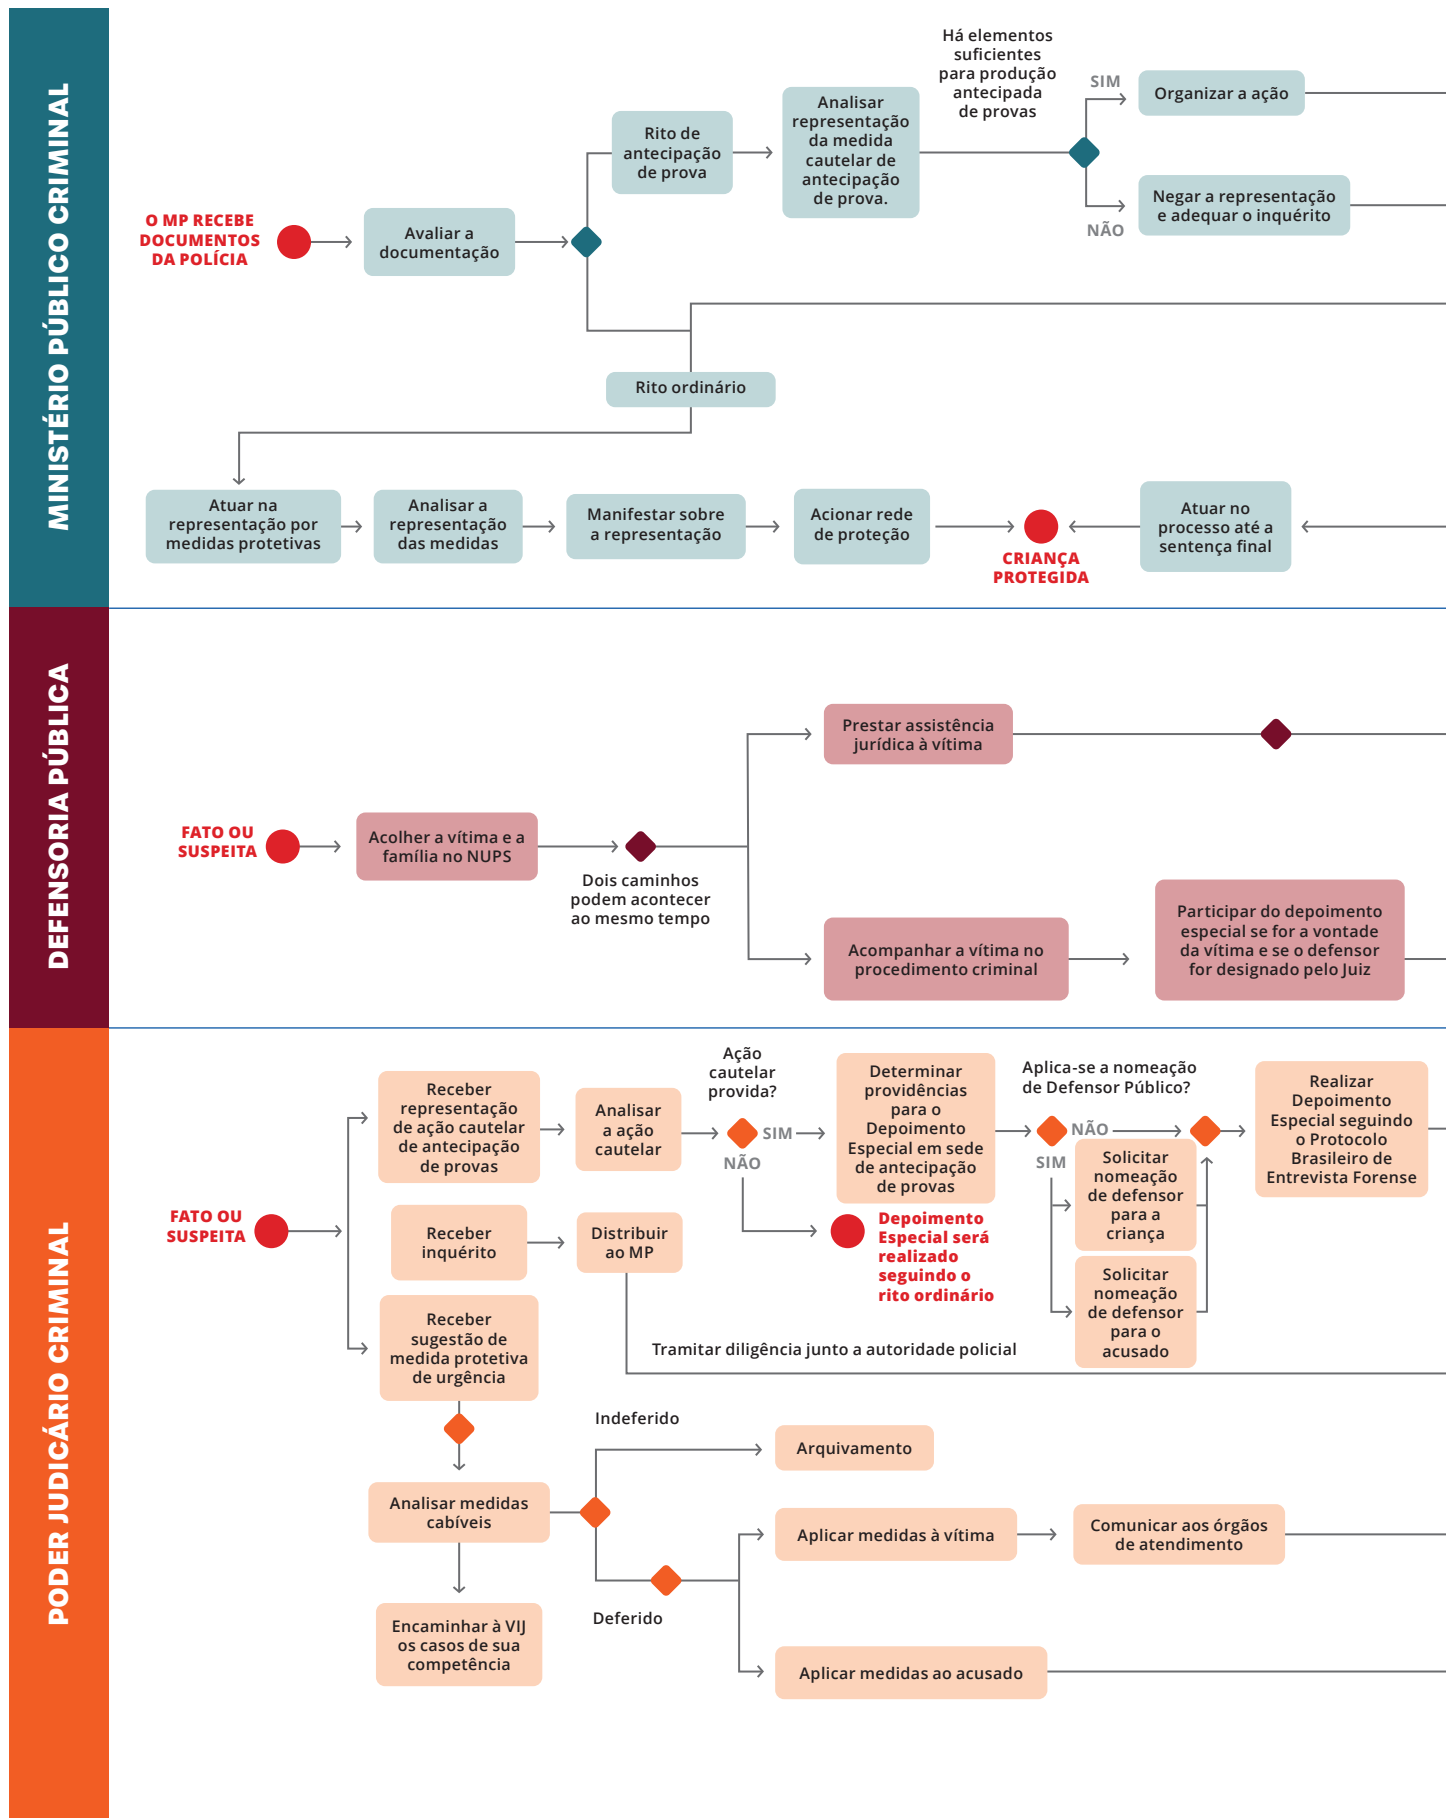 MINISTÉRIO PÚBLICO CRIMINAL
O MP RECEBE
DOCUMENTOS
DA POLÍCIA
Avaliar a
documentação
Rito de
antecipação
de prova
Analisar
representação
da medida
cautelar de
antecipação
de prova.
Há elementos
suficientes
para produção
antecipada
de provas
SIM
Organizar a ação
NÃO
Negar a representação
e adequar o inquérito
Rito ordinário
Atuar na
representação por
medidas protetivas
Analisar a
representação
das medidas
Manifestar sobre
a representação
Acionar rede
de proteção
CRIANÇA
PROTEGIDA
Atuar no
processo até a
sentença final
DEFENSORIA PÚBLICA
FATO OU
SUSPEITA
Acolher a vítima e a
família no NUPS
Dois caminhos
podem acontecer
ao mesmo tempo
Prestar assistência
jurídica à vítima
Acompanhar a vítima no
procedimento criminal
Participar do depoimento
especial se for a vontade
da vítima e se o defensor
for designado pelo Juiz
PODER JUDICÁRIO CRIMINAL
FATO OU
SUSPEITA
Receber
representação
de ação cautelar
de antecipação
de provas
Analisar
a ação
cautelar
Ação
cautelar
provida?
SIM
NÃO
Determinar
providências
para o
Depoimento
Especial em sede
de antecipação
de provas
Depoimento
Especial será
realizado
seguindo o
rito ordinário
Aplica-se a nomeação
de Defensor Público?
NÃO
SIM
Solicitar
nomeação
de defensor
para a
criança
Solicitar
nomeação
de defensor
para o
acusado
Realizar
Depoimento
Especial seguindo
o Protocolo
Brasileiro de
Entrevista Forense
Receber
inquérito
Distribuir
ao MP
Tramitar diligência junto a autoridade policial
Receber
sugestão de
medida protetiva
de urgência
Analisar medidas
cabíveis
Encaminhar à VIJ
os casos de sua
competência
Indeferido
Arquivamento
Deferido
Aplicar medidas à vítima
Comunicar aos órgãos
de atendimento
Aplicar medidas ao acusado